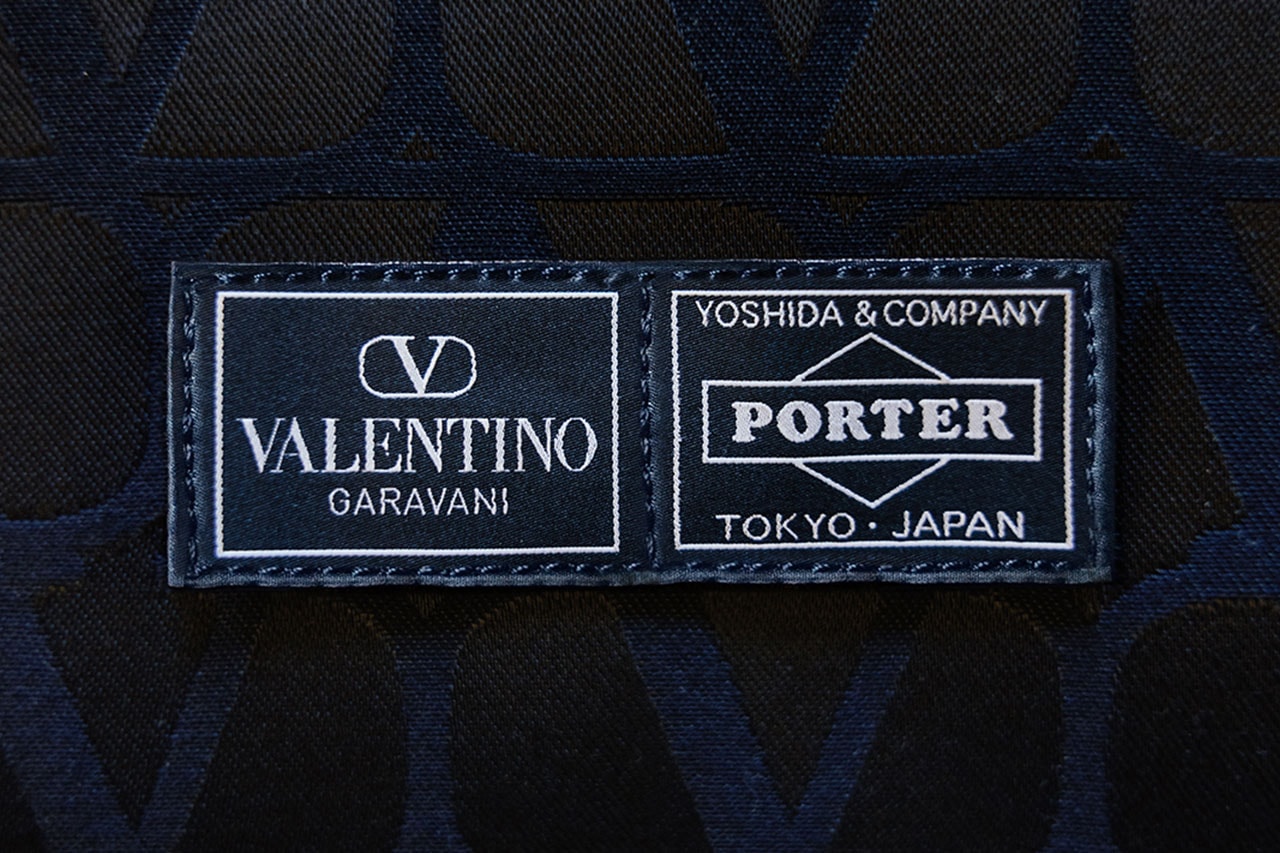 V
VALENTINO
GARAVANI
YOSHIDA & COMPANY
PORTER
TOKYO · JAPAN